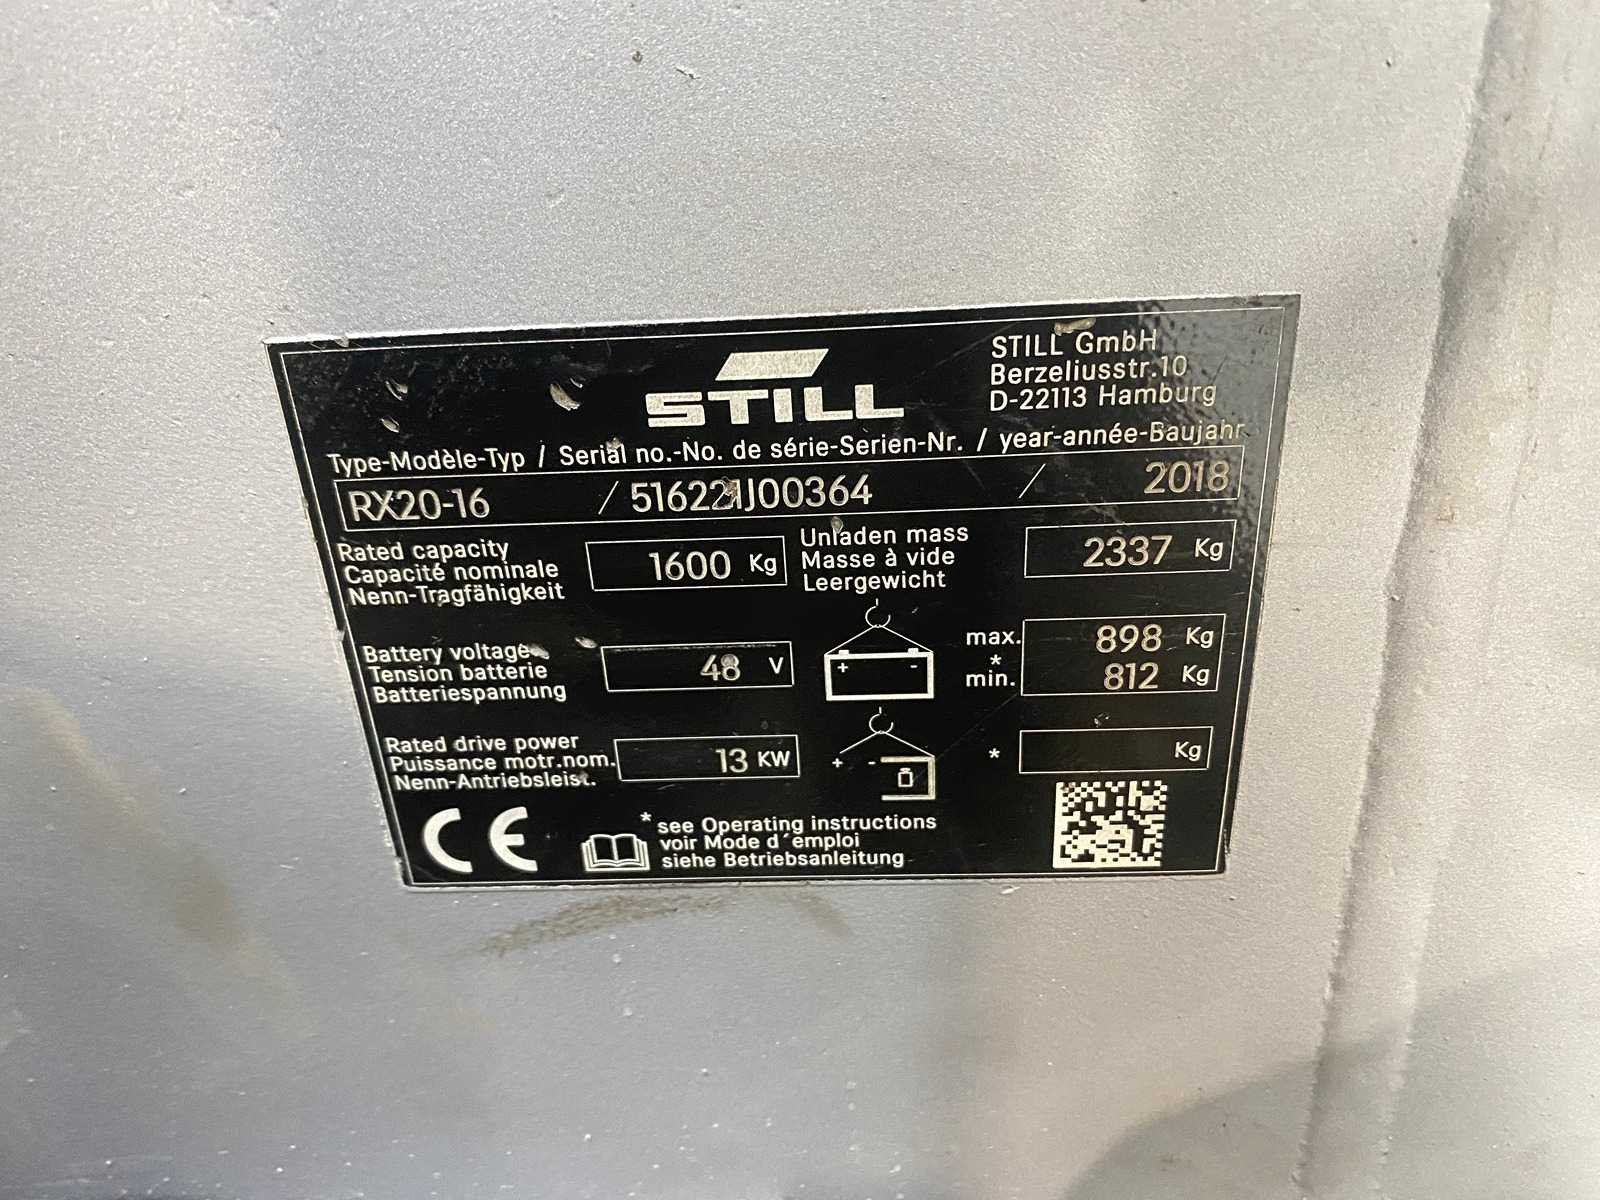 STILL
STILL GmbH
Berzeliusstr.10
D-22113 Hamburg
Type-Modèle-Typ / Serial no.-No. de série-Serien-Nr. / year-année-Baujahr
RX20-16 / 516221J00364 / 2018
Rated capacity
Capacité nominale
Nenn-Tragfähigkeit
1600 Kg
Unladen mass
Masse à vide
Leergewicht
2337 Kg
Battery voltage
Tension batterie
Batteriespannung
48 V
+ -
max. 898 Kg
*
min. 812 Kg
Rated drive power
Puissance motr.nom.
Nenn-Antriebsleist.
13 KW
+ -
* Kg
CE
* see Operating instructions
voir Mode d´emploi
siehe Betriebsanleitung